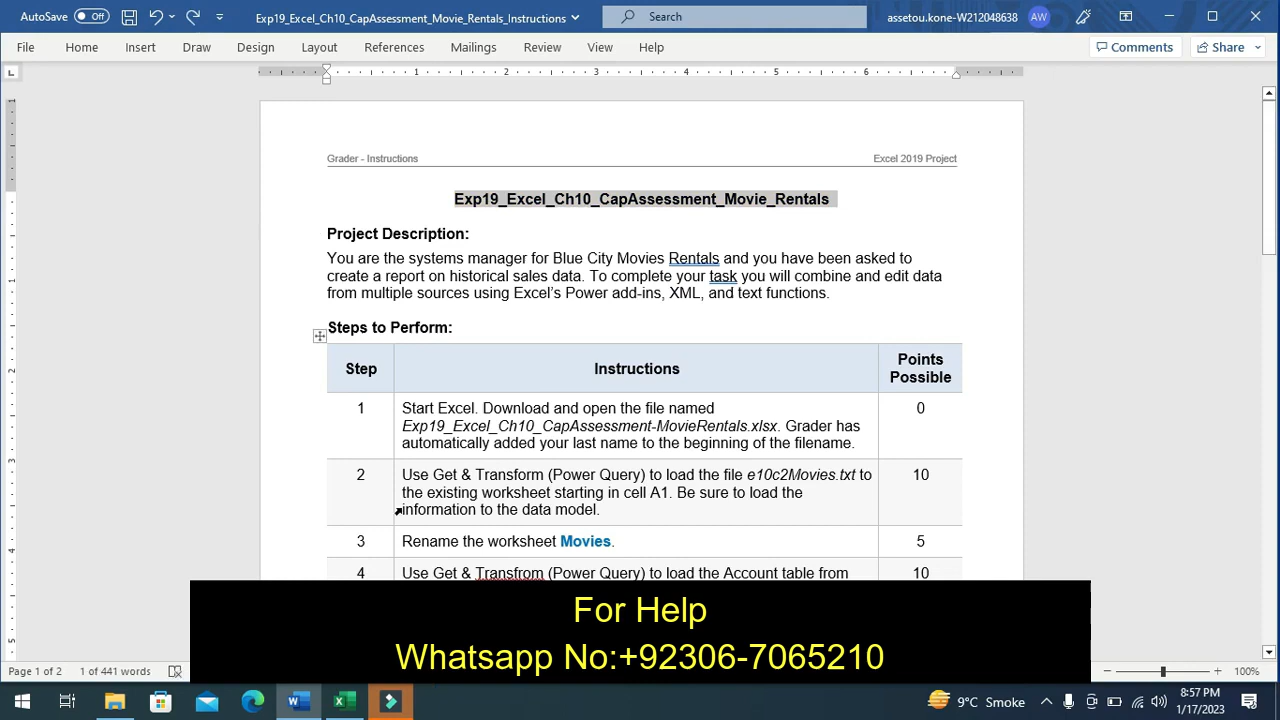 AutoSave Off Exp19_Excel_Ch10_CapAssessment_Movie_Rentals_Instructions Search assetou.kone-W212048638 AW
File Home Insert Draw Design Layout References Mailings Review View Help Comments Share
1 2 3 4 5 6
Grader - Instructions Excel 2019 Project
Exp19_Excel_Ch10_CapAssessment_Movie_Rentals
Project Description:
You are the systems manager for Blue City Movies Rentals and you have been asked to
create a report on historical sales data. To complete your task you will combine and edit data
from multiple sources using Excel's Power add-ins, XML, and text functions.
Steps to Perform:
Step Instructions Points Possible
1 Start Excel. Download and open the file named 0
Exp19_Excel_Ch10_CapAssessment-MovieRentals.xlsx. Grader has
automatically added your last name to the beginning of the filename.
2 Use Get & Transform (Power Query) to load the file e10c2Movies.txt to 10
the existing worksheet starting in cell A1. Be sure to load the
information to the data model.
3 Rename the worksheet Movies. 5
4 Use Get & Transfrom (Power Query) to load the Account table from 10
For Help
Whatsapp No:+92306-7065210
Page 1 of 2 1 of 441 words 100%
9°C Smoke 8:57 PM
1/17/2023